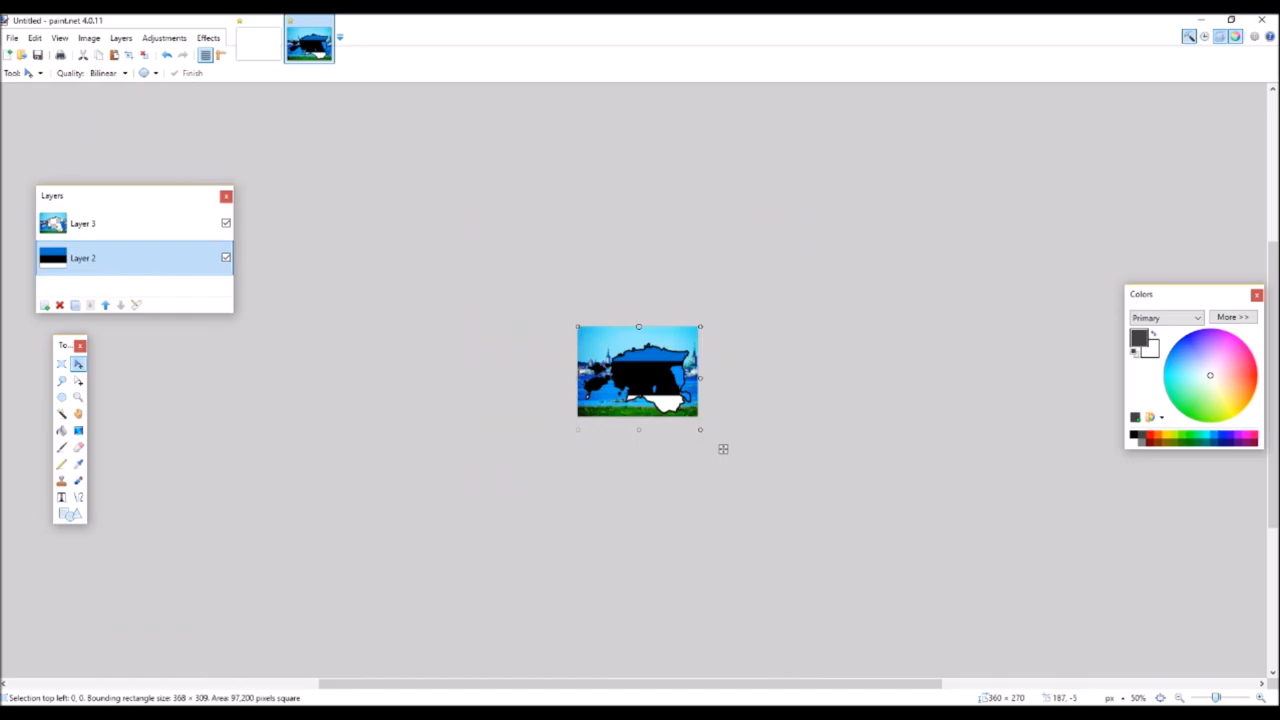 Untitled - paint.net 4.0.11
File Edit View Image Layers Adjustments Effects
Tool: Quality: Bilinear Finish
Layers
Layer 3
Layer 2
To...
Colors
Primary More >>
Selection top left: 0, 0. Bounding rectangle size: 368 × 309. Area: 97,200 pixels square 360 × 270 187, -5 px 50%